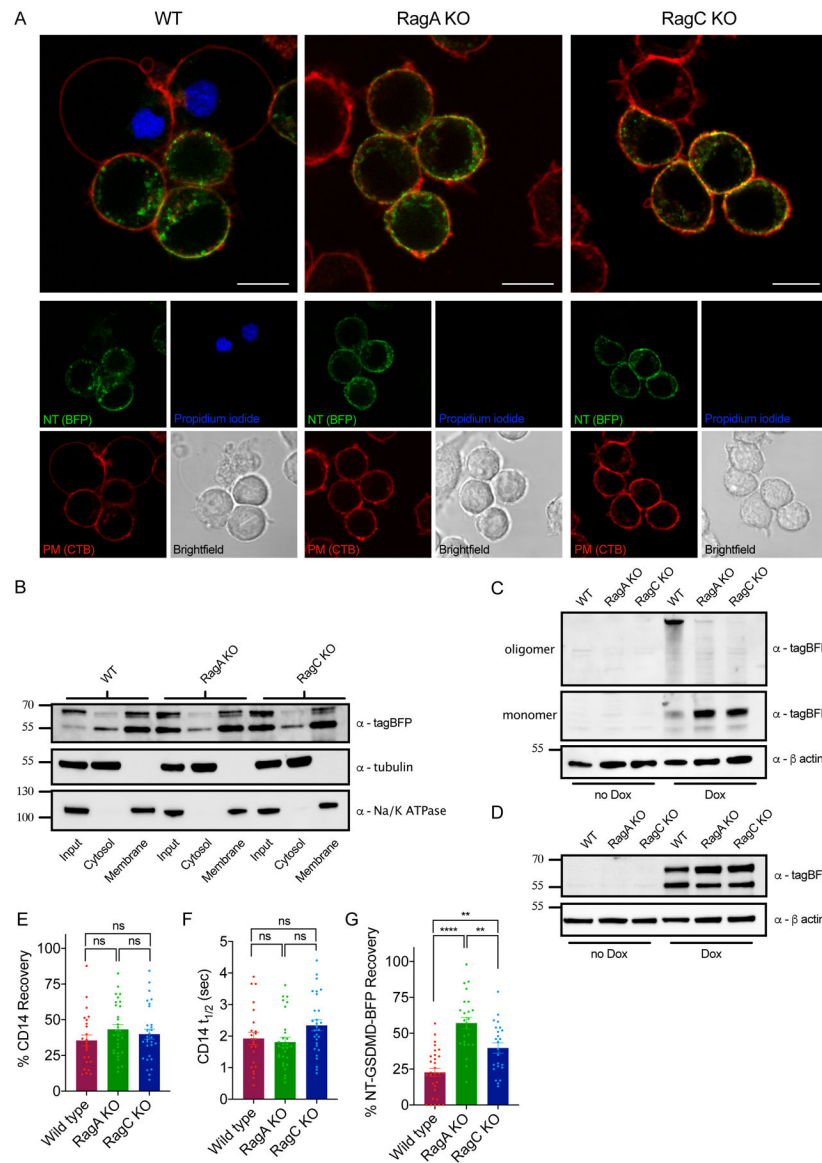 A
WT
RagA KO
RagC KO
NT (BFP)
Propidium iodide
NT (BFP)
Propidium iodide
NT (BFP)
Propidium iodide
PM (CTB)
Brightfield
PM (CTB)
Brightfield
PM (CTB)
Brightfield
B
WT
RagA KO
RagC KO
70
55
α - tagBFP
55
α - tubulin
130
100
α - Na/K ATPase
Input
Cytosol
Membrane
Input
Cytosol
Membrane
Input
Cytosol
Membrane
C
WT
RagA KO
RagC KO
WT
RagA KO
RagC KO
oligomer
α - tagBF
monomer
α - tagBF
55
α - β actin
no Dox
Dox
D
WT
RagA KO
RagC KO
WT
RagA KO
RagC KO
70
55
α - tagBF
55
α - β actin
no Dox
Dox
E
ns
ns
ns
% CD14 Recovery
100
75
50
25
0
Wild type
RagA KO
RagC KO
F
ns
ns
ns
CD14 t1/2 (sec)
5
4
3
2
1
0
Wild type
RagA KO
RagC KO
G
**
****
**
% NT-GSDMD-BFP Recovery
100
75
50
25
0
Wild type
RagA KO
RagC KO